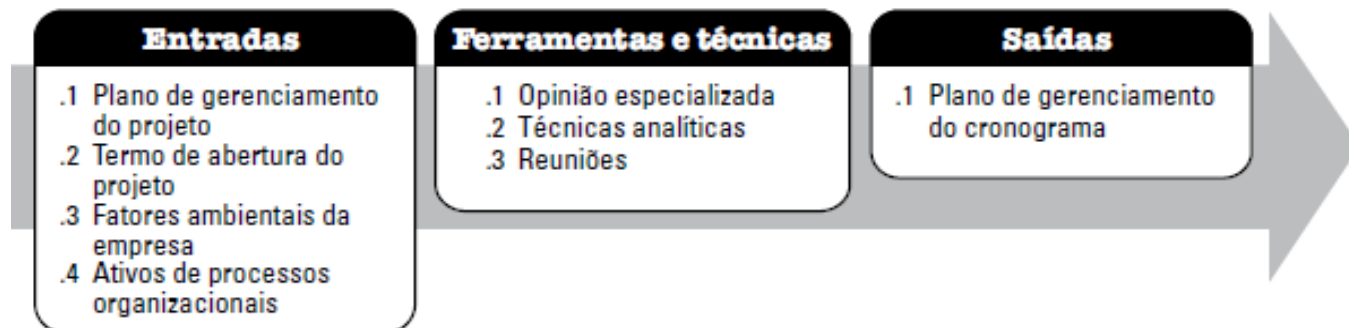 Entradas
.1 Plano de gerenciamento
do projeto
.2 Termo de abertura do
projeto
.3 Fatores ambientais da
empresa
.4 Ativos de processos
organizacionais
Ferramentas e técnicas
.1 Opinião especializada
.2 Técnicas analíticas
.3 Reuniões
Saídas
.1 Plano de gerenciamento
do cronograma